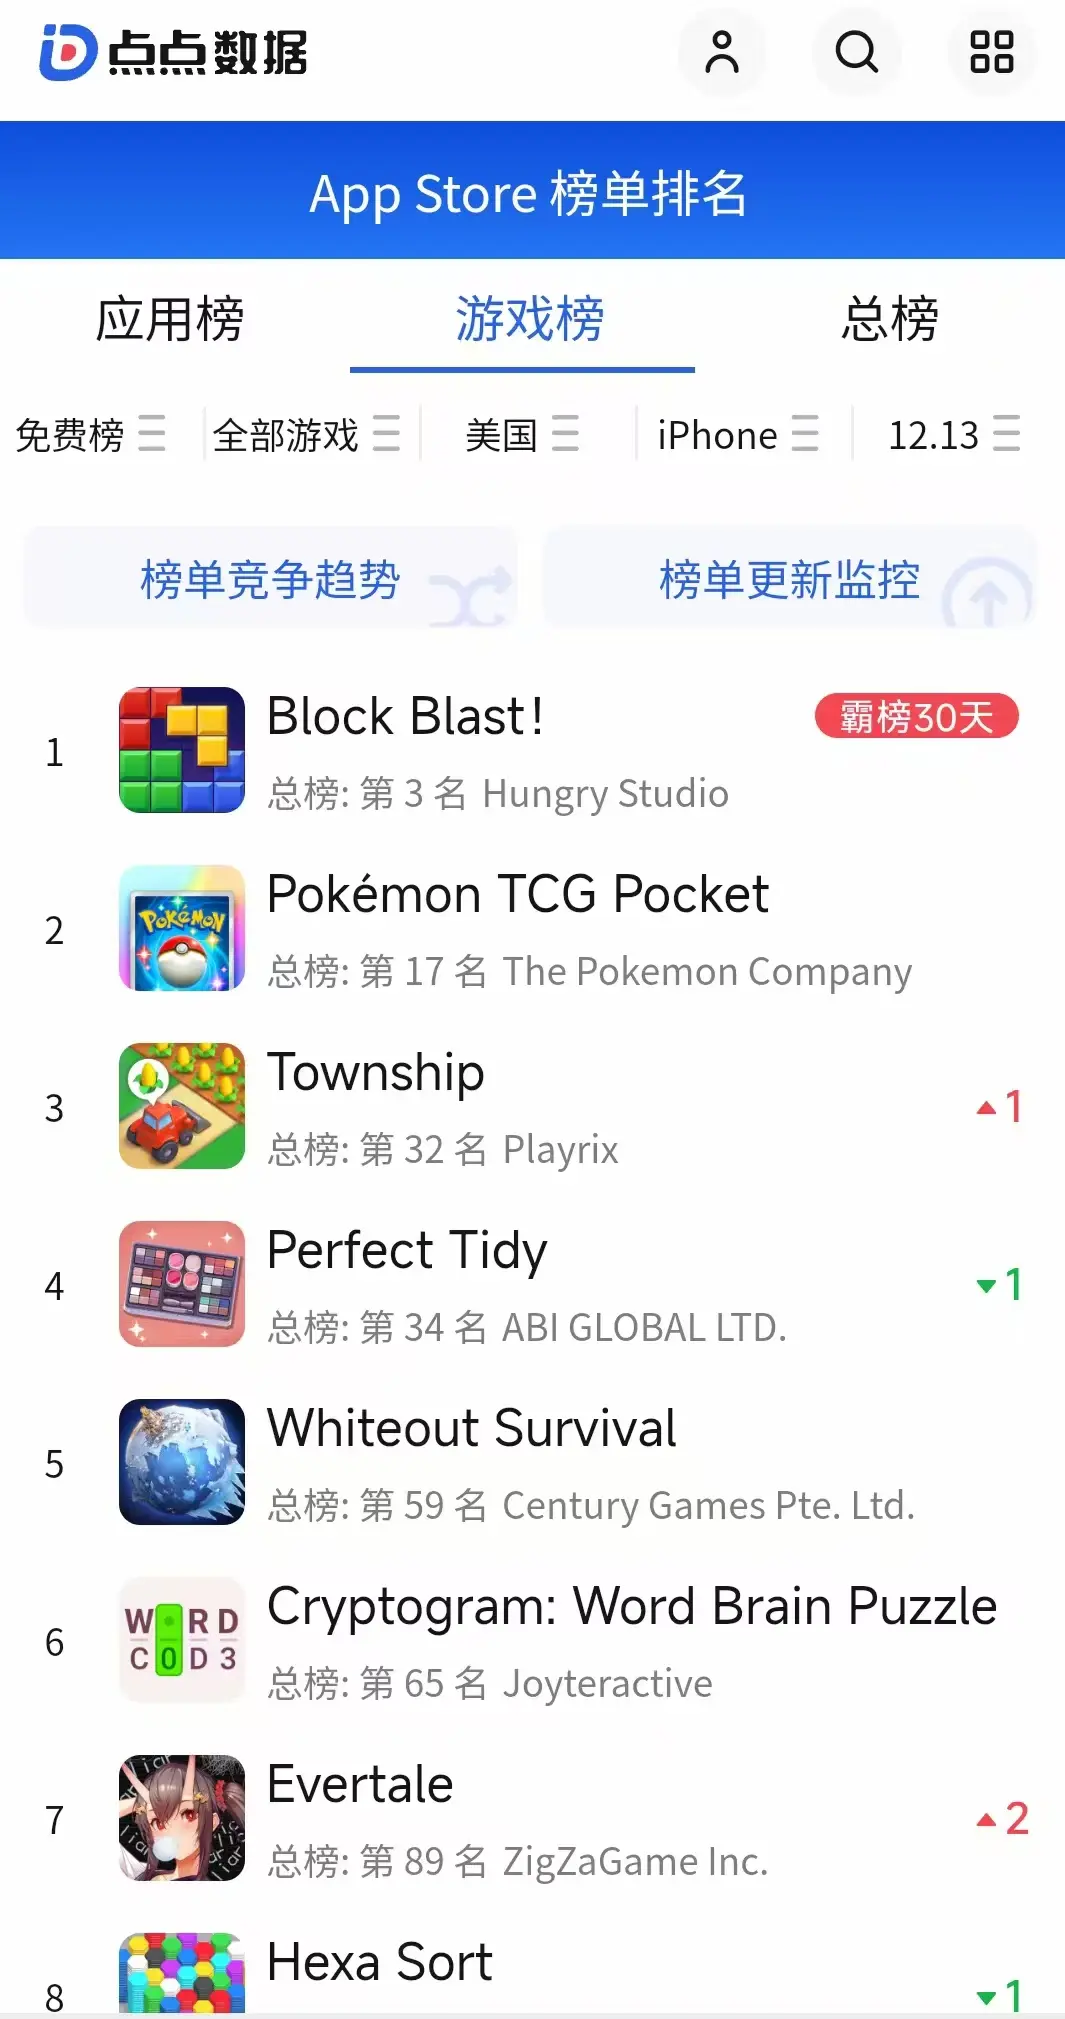 点点数据
App Store 榜单排名
应用榜 游戏榜 总榜
免费榜 全部游戏 美国 iPhone 12.13
榜单竞争趋势 榜单更新监控
1 Block Blast! 霸榜30天
总榜: 第 3 名 Hungry Studio
2 Pokémon TCG Pocket
POKéMON
总榜: 第 17 名 The Pokemon Company
3 Township 1
总榜: 第 32 名 Playrix
4 Perfect Tidy 1
总榜: 第 34 名 ABI GLOBAL LTD.
5 Whiteout Survival
总榜: 第 59 名 Century Games Pte. Ltd.
6 Cryptogram: Word Brain Puzzle
W RD
C0D3
总榜: 第 65 名 Joyteractive
7 Evertale 2
总榜: 第 89 名 ZigZaGame Inc.
8 Hexa Sort 1